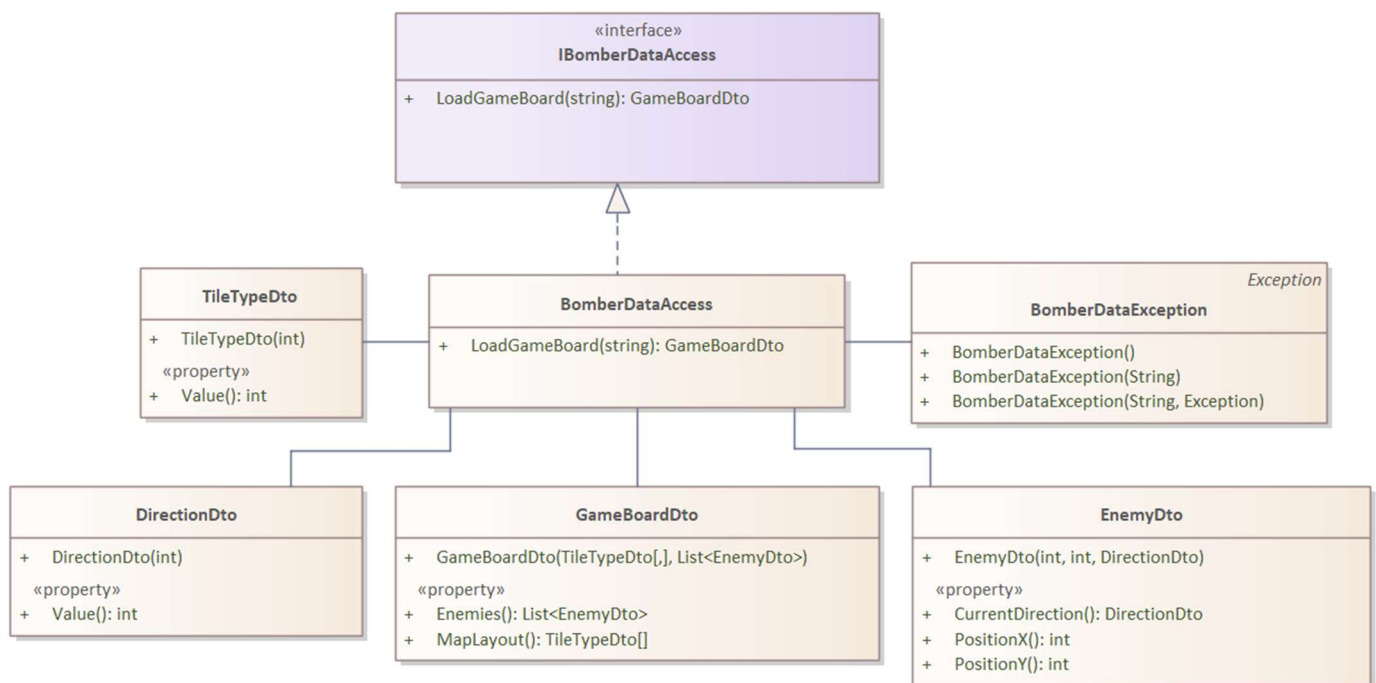 «interface»
IBomberDataAccess
+ LoadGameBoard(string): GameBoardDto
TileTypeDto
+ TileTypeDto(int)
«property»
+ Value(): int
BomberDataAccess
+ LoadGameBoard(string): GameBoardDto
Exception
BomberDataException
+ BomberDataException()
+ BomberDataException(String)
+ BomberDataException(String, Exception)
DirectionDto
+ DirectionDto(int)
«property»
+ Value(): int
GameBoardDto
+ GameBoardDto(TileTypeDto[,], List<EnemyDto>)
«property»
+ Enemies(): List<EnemyDto>
+ MapLayout(): TileTypeDto[]
EnemyDto
+ EnemyDto(int, int, DirectionDto)
«property»
+ CurrentDirection(): DirectionDto
+ PositionX(): int
+ PositionY(): int